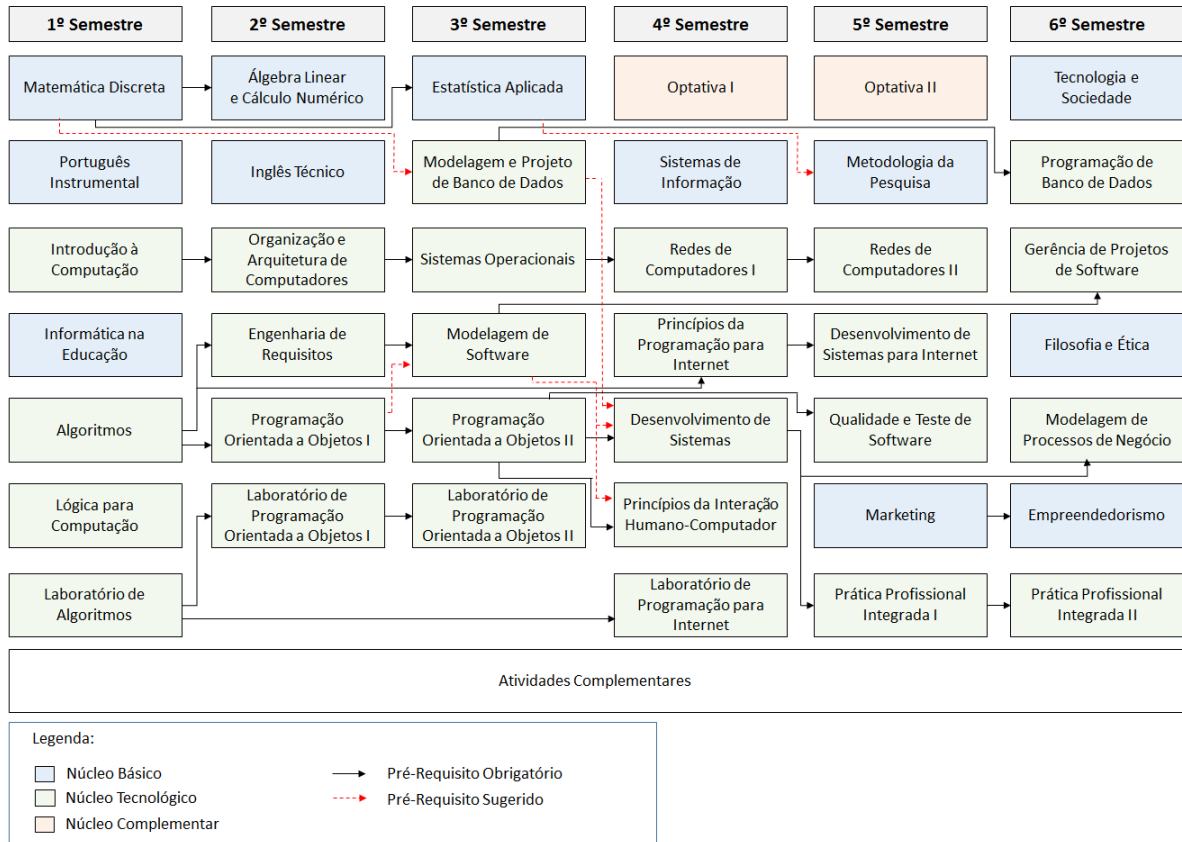 1º Semestre
2º Semestre
3º Semestre
4º Semestre
5º Semestre
6º Semestre
Matemática Discreta
Álgebra Linear
e Cálculo Numérico
Estatística Aplicada
Optativa I
Optativa II
Tecnologia e
Sociedade
Português
Instrumental
Inglês Técnico
Modelagem e Projeto
de Banco de Dados
Sistemas de
Informação
Metodologia da
Pesquisa
Programação de
Banco de Dados
Introdução à
Computação
Organização e
Arquitetura de
Computadores
Sistemas Operacionais
Redes de
Computadores I
Redes de
Computadores II
Gerência de Projetos
de Software
Informática na
Educação
Engenharia de
Requisitos
Modelagem de
Software
Princípios da
Programação para
Internet
Desenvolvimento de
Sistemas para Internet
Filosofia e Ética
Algoritmos
Programação
Orientada a Objetos I
Programação
Orientada a Objetos II
Desenvolvimento de
Sistemas
Qualidade e Teste de
Software
Modelagem de
Processos de Negócio
Lógica para
Computação
Laboratório de
Programação
Orientada a Objetos I
Laboratório de
Programação
Orientada a Objetos II
Princípios da Interação
Humano-Computador
Marketing
Empreendedorismo
Laboratório de
Algoritmos
Laboratório de
Programação para
Internet
Prática Profissional
Integrada I
Prática Profissional
Integrada II
Atividades Complementares
Legenda:
Núcleo Básico
Pré-Requisito Obrigatório
Núcleo Tecnológico
Pré-Requisito Sugerido
Núcleo Complementar